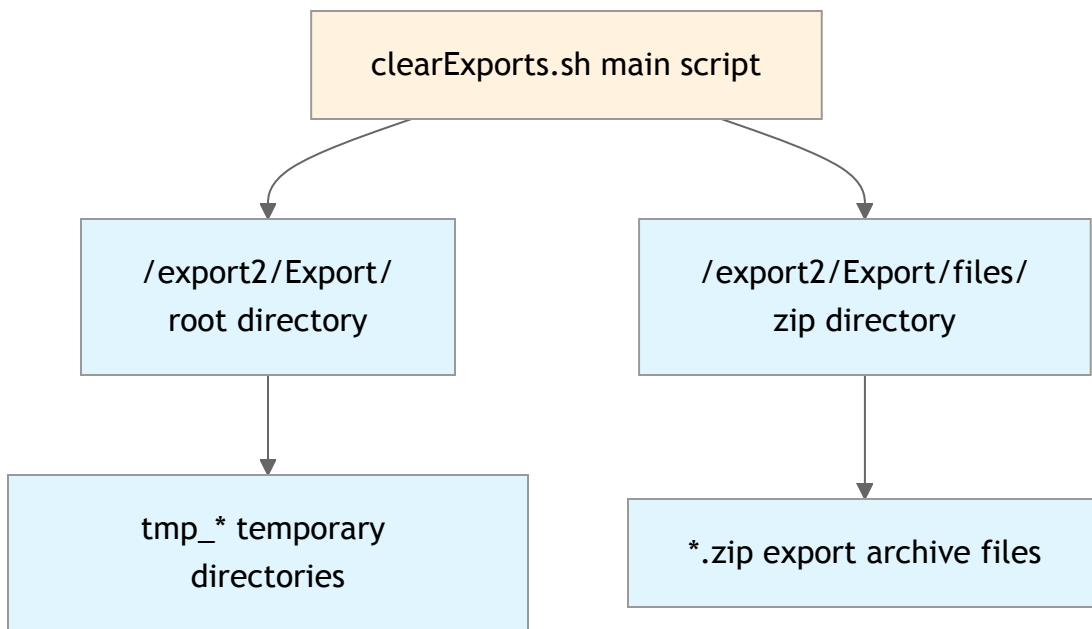 clearExports.sh main script
/export2/Export/
root directory
/export2/Export/files/
zip directory
tmp_* temporary
directories
*.zip export archive files